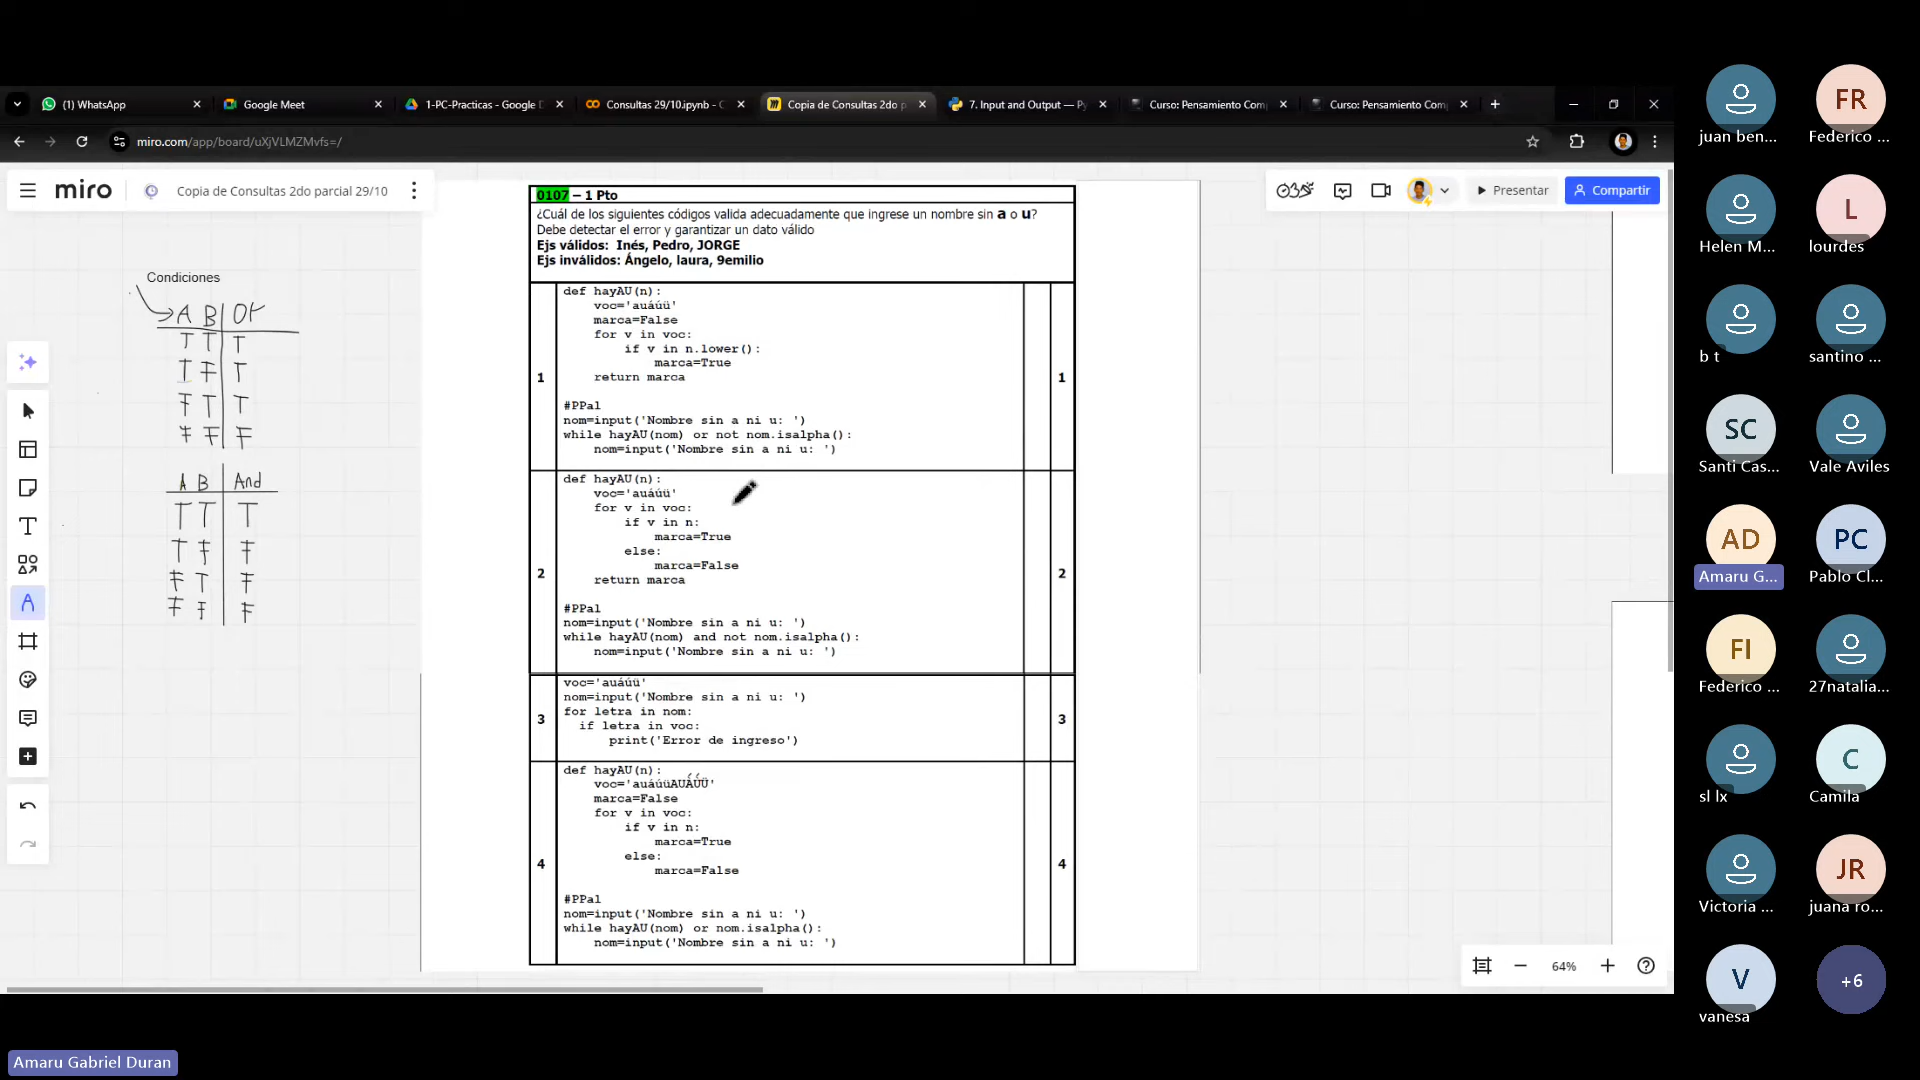 (1) WhatsApp
Google Meet
1-PC-Practicas - Google D
Consultas 29/10.ipynb - C
Copia de Consultas 2do p
7. Input and Output — Py
Curso: Pensamiento Com
Curso: Pensamiento Com
miro.com/app/board/uXjVLMZMvfs=/
miro
Copia de Consultas 2do parcial 29/10
Presentar
Compartir
Condiciones
A B Or
T T T
T F T
F T T
F F F
A B And
T T T
T F F
F T F
F F F
0107 – 1 Pto
¿Cuál de los siguientes códigos valida adecuadamente que ingrese un nombre sin a o u?
Debe detectar el error y garantizar un dato válido
Ejs válidos: Inés, Pedro, JORGE
Ejs inválidos: Ángelo, laura, 9emilio
1
def hayAU(n):
voc='auáúü'
marca=False
for v in voc:
if v in n.lower():
marca=True
return marca
#PPal
nom=input('Nombre sin a ni u: ')
while hayAU(nom) or not nom.isalpha():
nom=input('Nombre sin a ni u: ')
1
2
def hayAU(n):
voc='auáúü'
for v in voc:
if v in n:
marca=True
else:
marca=False
return marca
#PPal
nom=input('Nombre sin a ni u: ')
while hayAU(nom) and not nom.isalpha():
nom=input('Nombre sin a ni u: ')
2
3
voc='auáúü'
nom=input('Nombre sin a ni u: ')
for letra in nom:
if letra in voc:
print('Error de ingreso')
3
4
def hayAU(n):
voc='auáúüAUÁÚÜ'
marca=False
for v in voc:
if v in n:
marca=True
else:
marca=False
#PPal
nom=input('Nombre sin a ni u: ')
while hayAU(nom) or nom.isalpha():
nom=input('Nombre sin a ni u: ')
4
64%
juan ben...
FR
Federico ...
Helen M...
L
lourdes
b t
santino ...
SC
Santi Cas...
Vale Aviles
AD
Amaru G...
PC
Pablo Cl...
FI
Federico ...
27natalia...
sl lx
C
Camila
Victoria ...
JR
juana ro...
V
vanesa
+6
Amaru Gabriel Duran